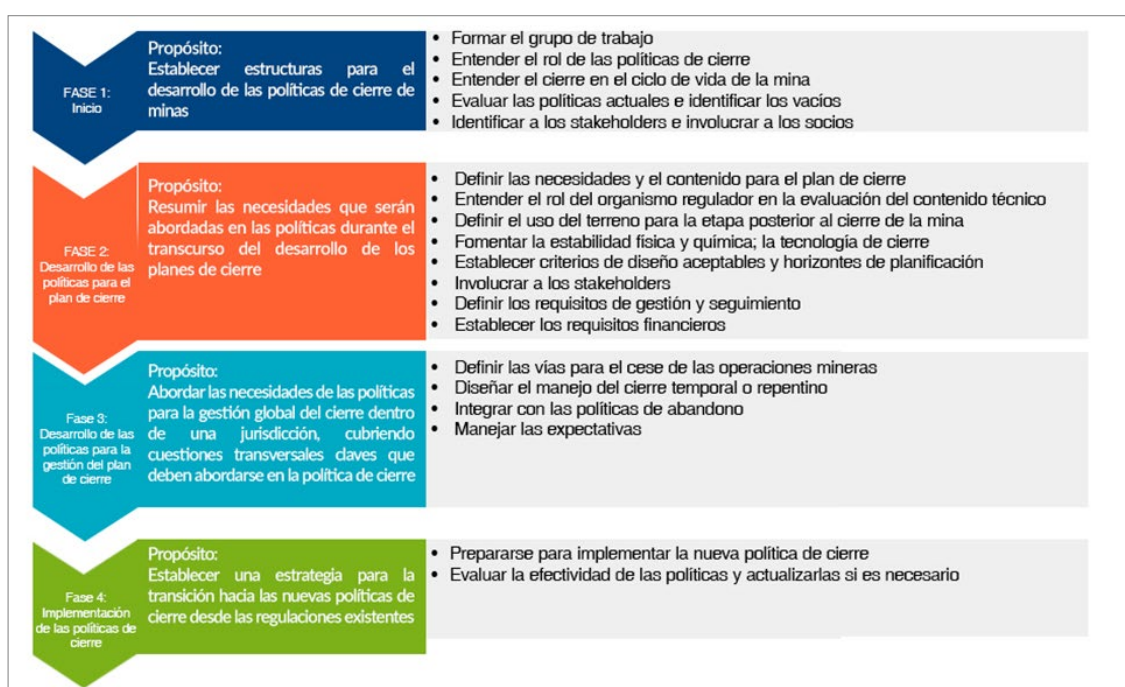 FASE 1:
Inicio
Propósito:
Establecer estructuras para el
desarrollo de las políticas de cierre de
minas
• Formar el grupo de trabajo
• Entender el rol de las políticas de cierre
• Entender el cierre en el ciclo de vida de la mina
• Evaluar las políticas actuales e identificar los vacíos
• Identificar a los stakeholders e involucrar a los socios
FASE 2:
Desarrollo de las
políticas para el
plan de cierre
Propósito:
Resumir las necesidades que serán
abordadas en las políticas durante el
transcurso del desarrollo de los
planes de cierre
• Definir las necesidades y el contenido para el plan de cierre
• Entender el rol del organismo regulador en la evaluación del contenido técnico
• Definir el uso del terreno para la etapa posterior al cierre de la mina
• Fomentar la estabilidad física y química; la tecnología de cierre
• Establecer criterios de diseño aceptables y horizontes de planificación
• Involucrar a los stakeholders
• Definir los requisitos de gestión y seguimiento
• Establecer los requisitos financieros
Fase 3:
Desarrollo de las
políticas para la
gestión del plan
de cierre
Propósito:
Abordar las necesidades de las políticas
para la gestión global del cierre dentro
de una jurisdicción, cubriendo
cuestiones transversales claves que
deben abordarse en la política de cierre
• Definir las vías para el cese de las operaciones mineras
• Diseñar el manejo del cierre temporal o repentino
• Integrar con las políticas de abandono
• Manejar las expectativas
Fase 4:
Implementación
de las políticas de
cierre
Propósito:
Establecer una estrategia para la
transición hacia las nuevas políticas de
cierre desde las regulaciones existentes
• Prepararse para implementar la nueva política de cierre
• Evaluar la efectividad de las políticas y actualizarlas si es necesario